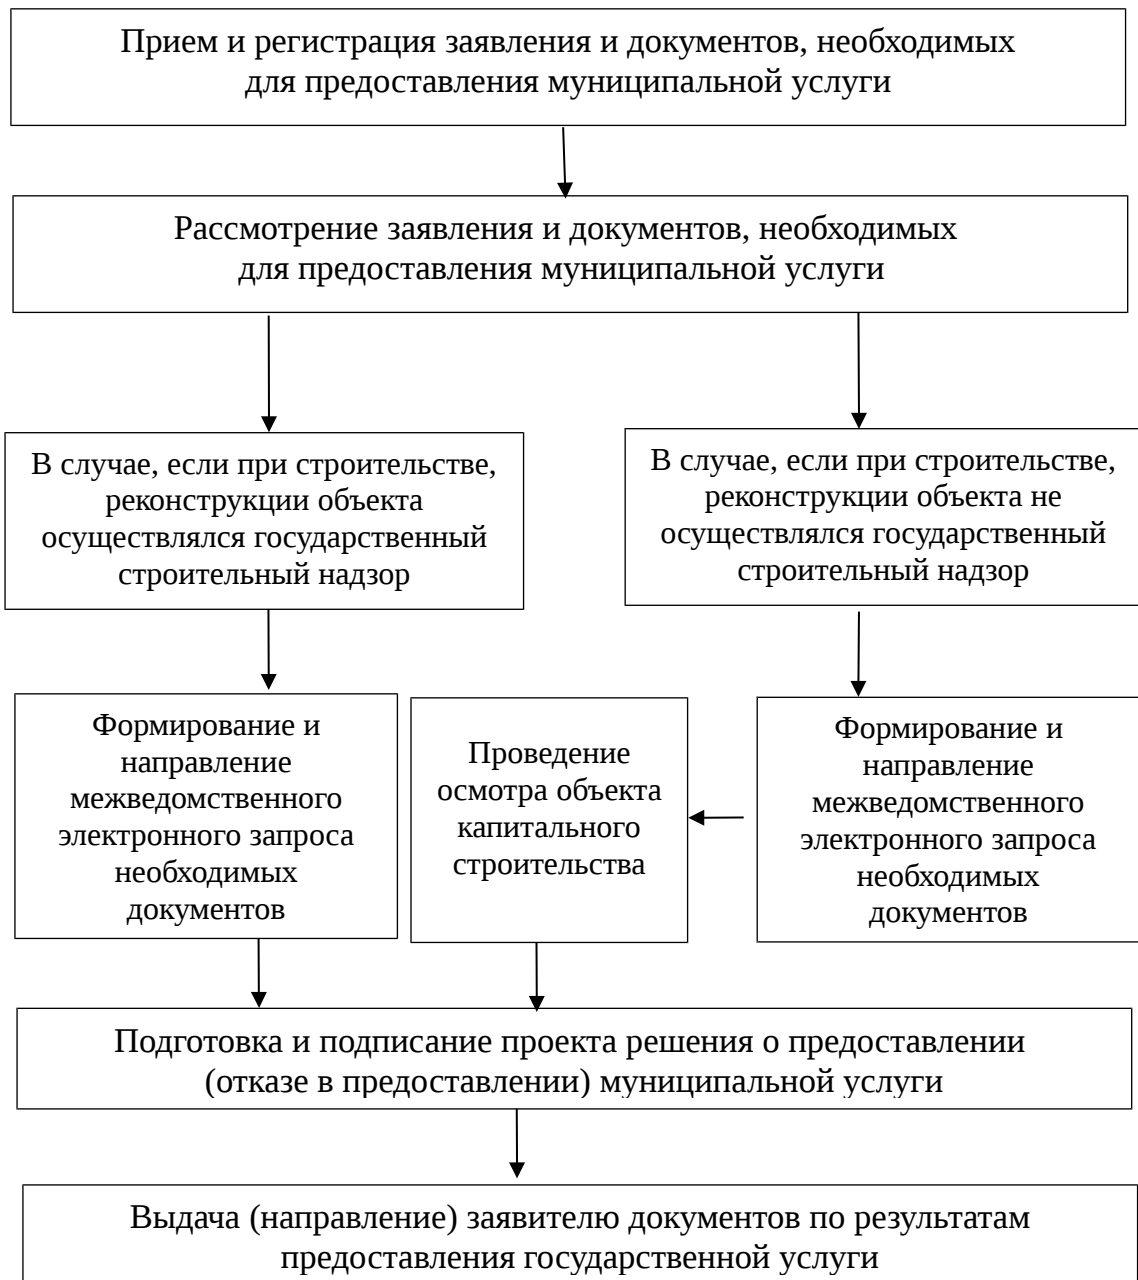 Прием и регистрация заявления и документов, необходимых
для предоставления муниципальной услуги
Рассмотрение заявления и документов, необходимых
для предоставления муниципальной услуги
В случае, если при строительстве,
реконструкции объекта
осуществлялся государственный
строительный надзор
В случае, если при строительстве,
реконструкции объекта не
осуществлялся государственный
строительный надзор
Формирование и
направление
межведомственного
электронного запроса
необходимых
документов
Проведение
осмотра объекта
капитального
строительства
Формирование и
направление
межведомственного
электронного запроса
необходимых
документов
Подготовка и подписание проекта решения о предоставлении
(отказе в предоставлении) муниципальной услуги
Выдача (направление) заявителю документов по результатам
предоставления государственной услуги